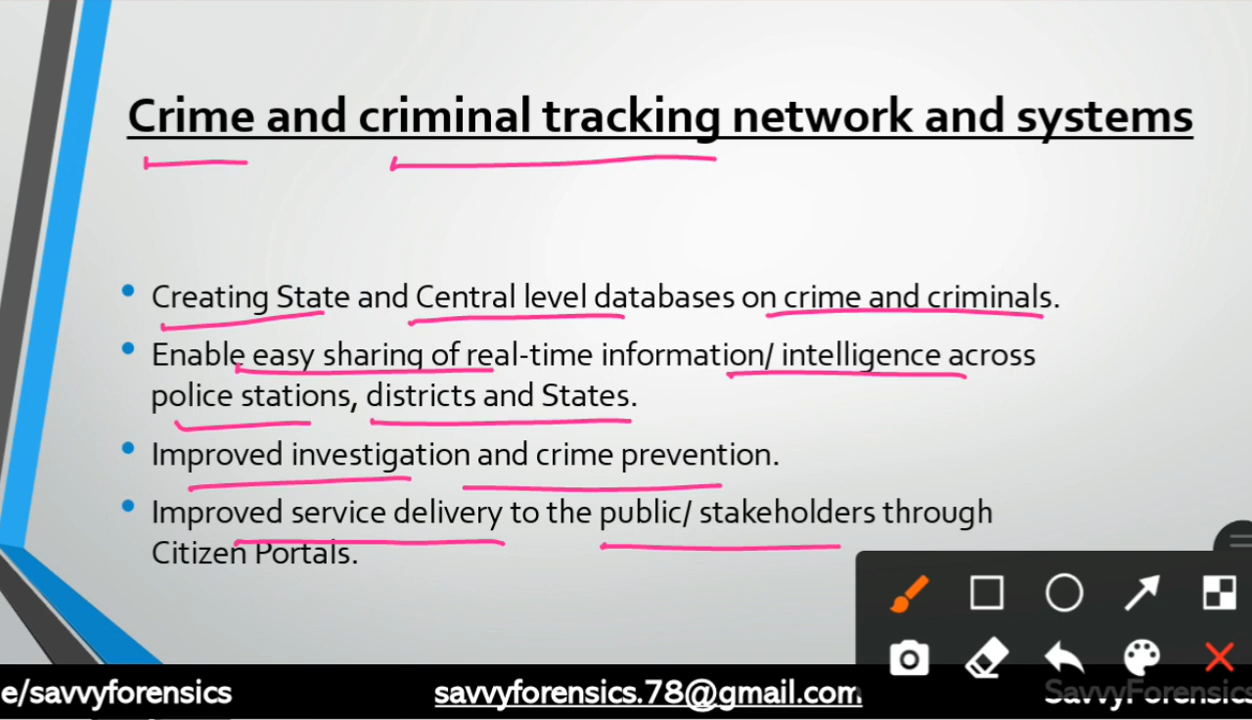 Crime and criminal tracking network and systems
Creating State and Central level databases on crime and criminals.
Enable easy sharing of real-time information/ intelligence across
police stations, districts and States.
Improved investigation and crime prevention.
Improved service delivery to the public/ stakeholders through
Citizen Portals.
e/savvyforensics savvyforensics.78@gmail.com SavvyForensics